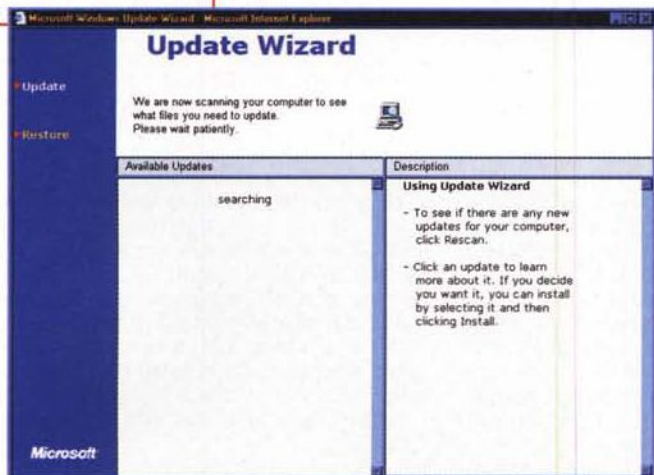 Microsoft Windows Update Wizard - Microsoft Internet Explorer
Update Wizard
Update
Restore
We are now scanning your computer to see
what files you need to update.
Please wait patiently.
Available Updates
searching
Description
Using Update Wizard
- To see if there are any new
updates for your computer,
click Rescan.
- Click an update to learn
more about it. If you decide
you want it, you can install
by selecting it and then
clicking Install.
Microsoft